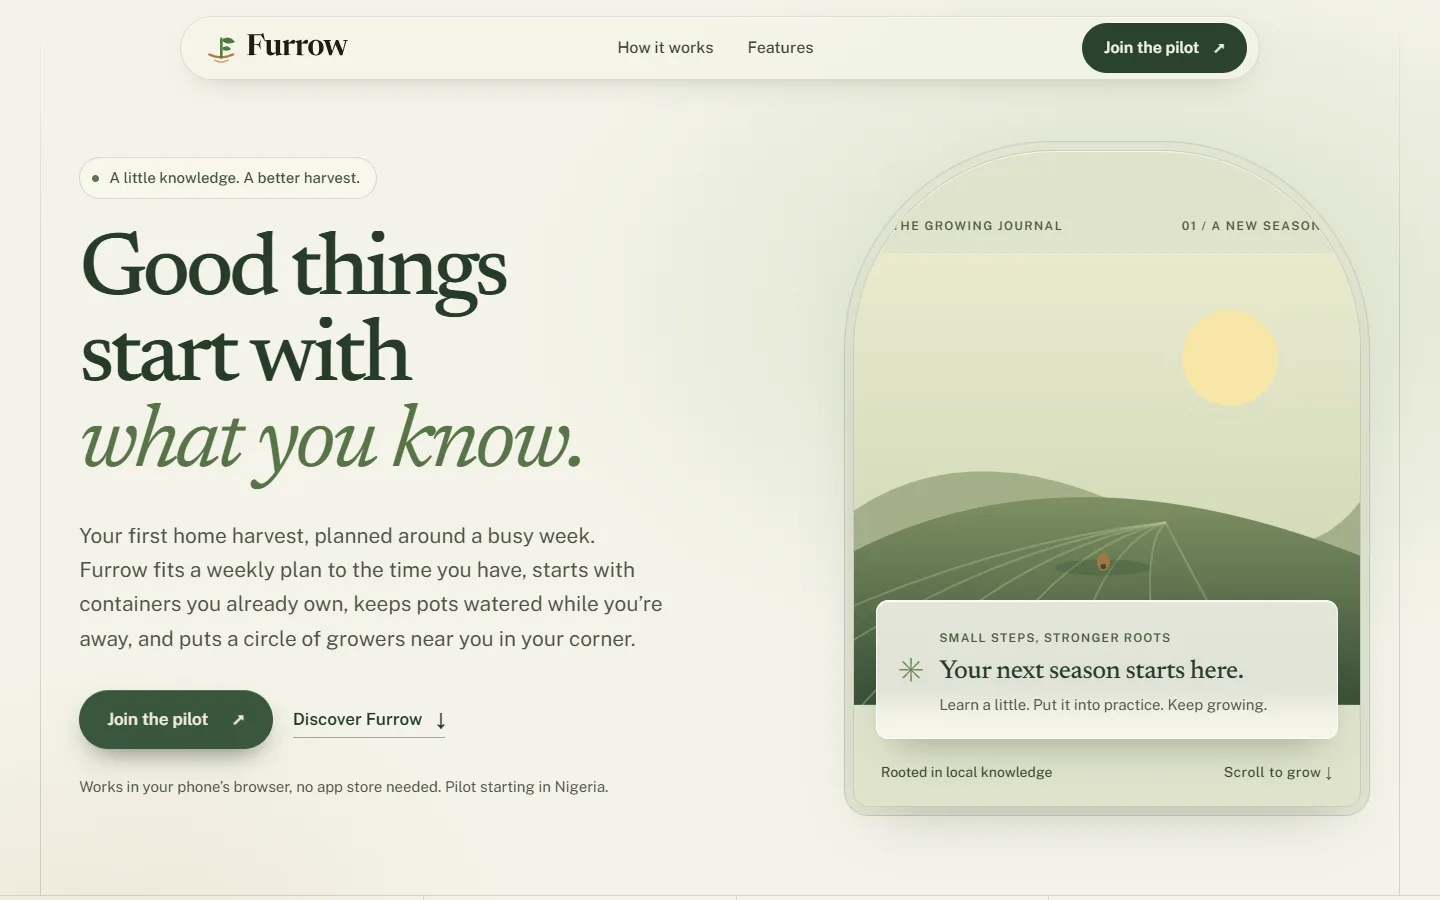 Furrow
How it works
Features
Join the pilot ↗
A little knowledge. A better harvest.
Good things
start with
what you know.
Your first home harvest, planned around a busy week.
Furrow fits a weekly plan to the time you have, starts with
containers you already own, keeps pots watered while you’re
away, and puts a circle of growers near you in your corner.
Join the pilot ↗
Discover Furrow ↓
Works in your phone’s browser, no app store needed. Pilot starting in Nigeria.
THE GROWING JOURNAL
01 / A NEW SEASON
SMALL STEPS, STRONGER ROOTS
Your next season starts here.
Learn a little. Put it into practice. Keep growing.
Rooted in local knowledge
Scroll to grow ↓